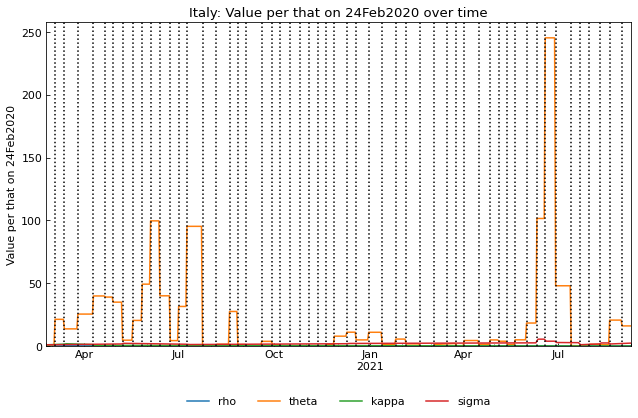 Italy: Value per that on 24Feb2020 over time
Value per that on 24Feb2020
250
200
150
100
50
0
Apr Jul Oct Jan Apr Jul
2021
rho theta kappa sigma